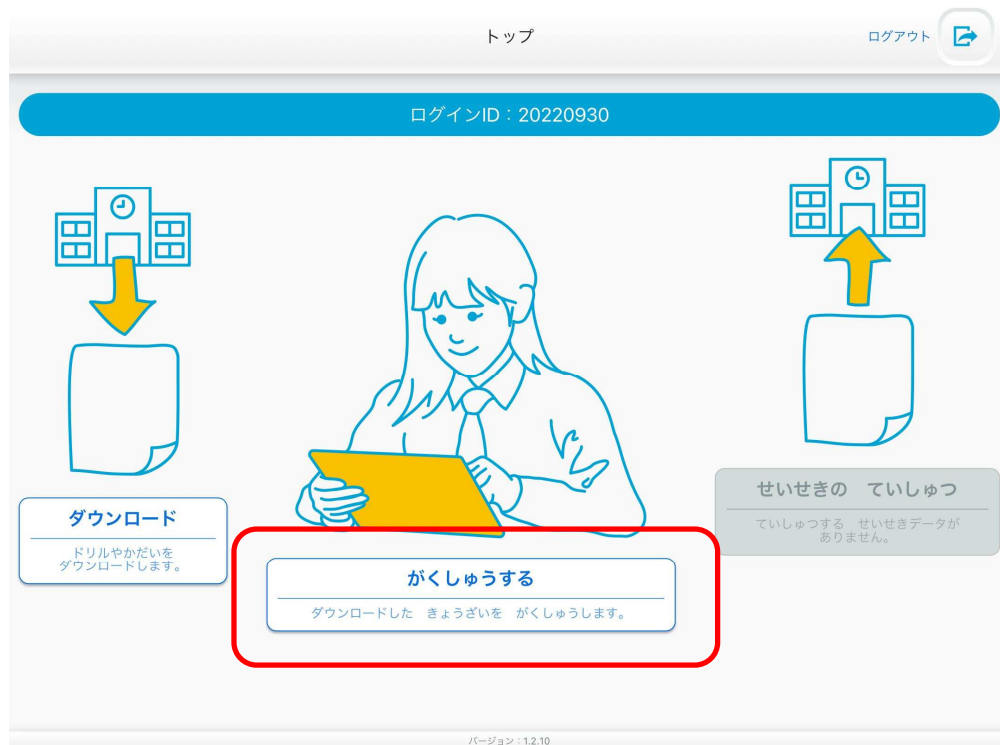 トップ
ログアウト
ログインID：20220930
ダウンロード
ドリルやかだいを
ダウンロードします。
がくしゅうする
ダウンロードした　きょうざいを　がくしゅうします。
せいせきの　ていしゅつ
ていしゅつする　せいせきデータが
ありません。
バージョン：1.2.10